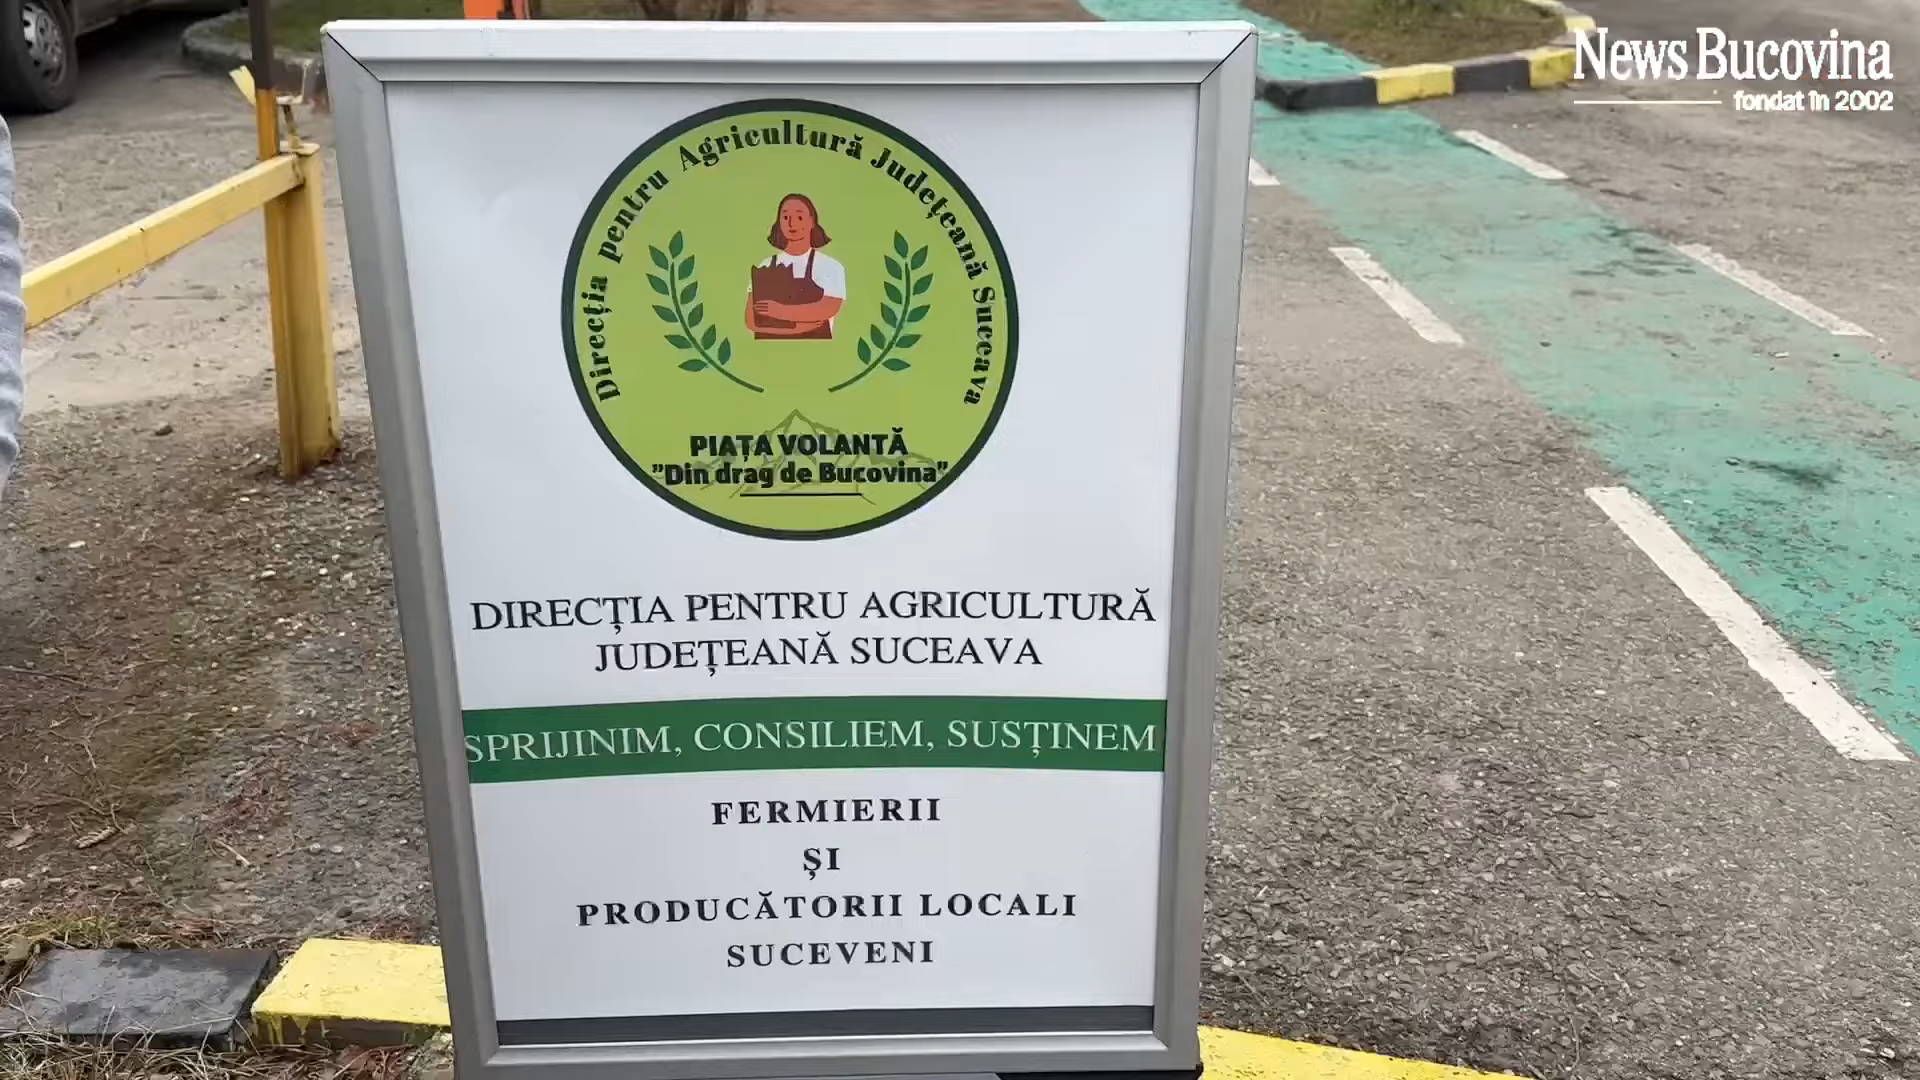 News Bucovina
fondat în 2002
Direcția pentru Agricultură Județeană Suceava
PIAȚA VOLANTĂ
"Din drag de Bucovina"
DIRECȚIA PENTRU AGRICULTURĂ
JUDEȚEANĂ SUCEAVA
SPRIJINIM, CONSILIEM, SUSȚINEM
FERMIERII
ȘI
PRODUCĂTORII LOCALI
SUCEVENI